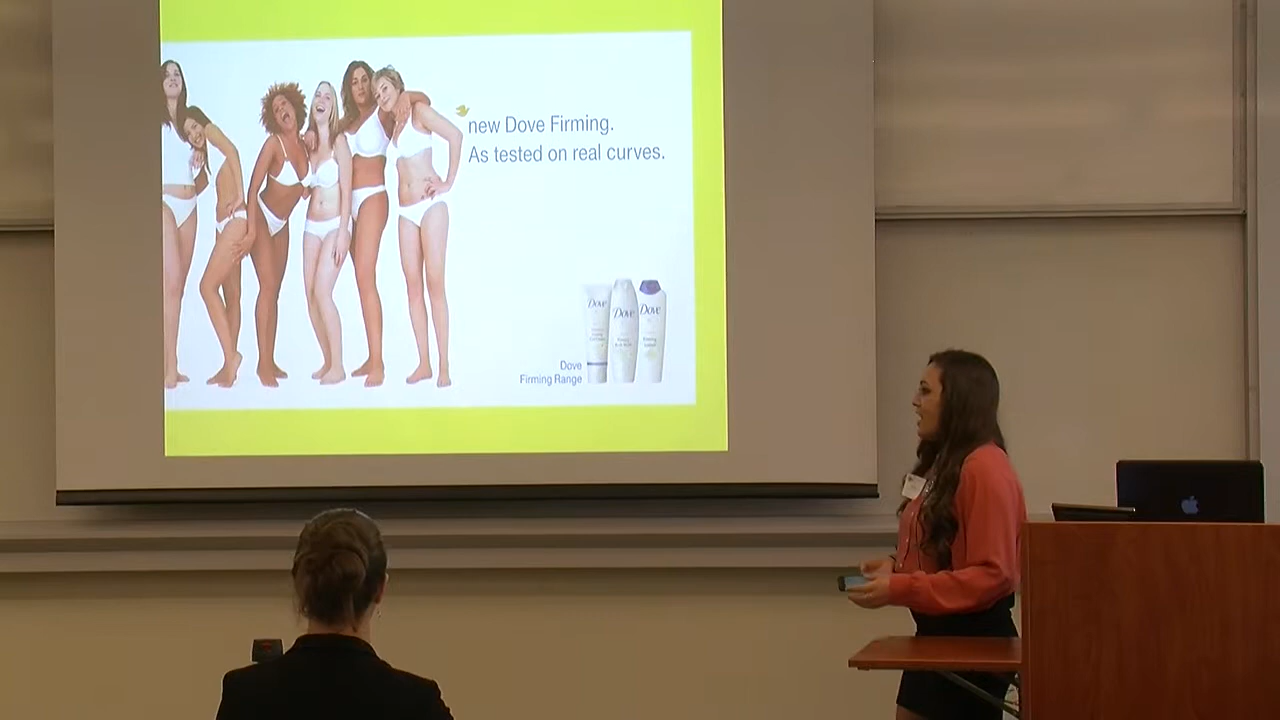 new Dove Firming.
As tested on real curves.
Dove
Dove
Dove
Dove
Firming Range